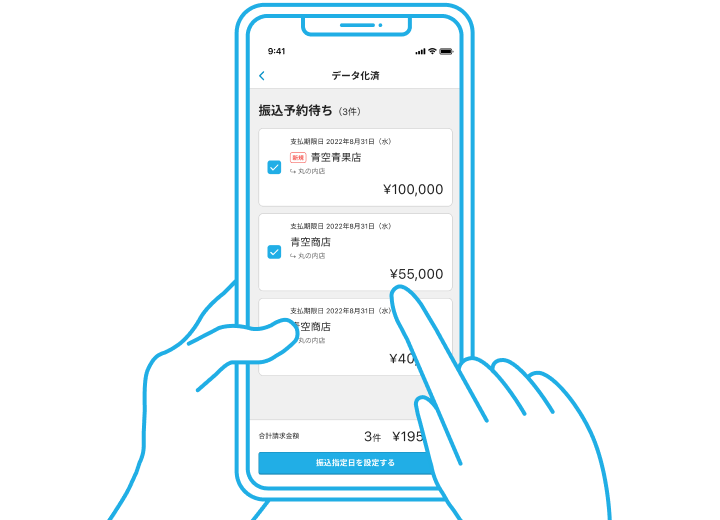 9:41
データ化済
振込予約待ち（3件）
支払期限日 2022年8月31日（水）
新規 青空青果店
↳ 丸の内店
¥100,000
支払期限日 2022年8月31日（水）
青空商店
↳ 丸の内店
¥55,000
支払期限日 2022年8月31日（水）
青空商店
丸の内店
¥40,
合計請求金額 3件 ¥195
振込指定日を設定する